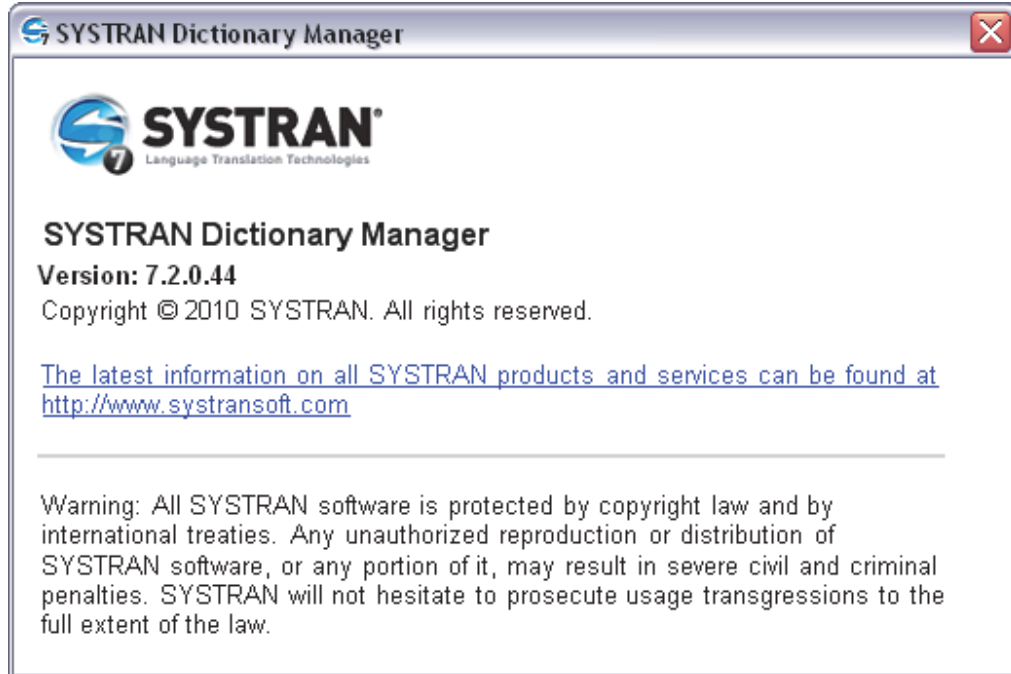 SYSTRAN Dictionary Manager
SYSTRAN®
7
Language Translation Technologies
SYSTRAN Dictionary Manager
Version: 7.2.0.44
Copyright © 2010 SYSTRAN. All rights reserved.
The latest information on all SYSTRAN products and services can be found at
http://www.systransoft.com
Warning: All SYSTRAN software is protected by copyright law and by
international treaties. Any unauthorized reproduction or distribution of
SYSTRAN software, or any portion of it, may result in severe civil and criminal
penalties. SYSTRAN will not hesitate to prosecute usage transgressions to the
full extent of the law.